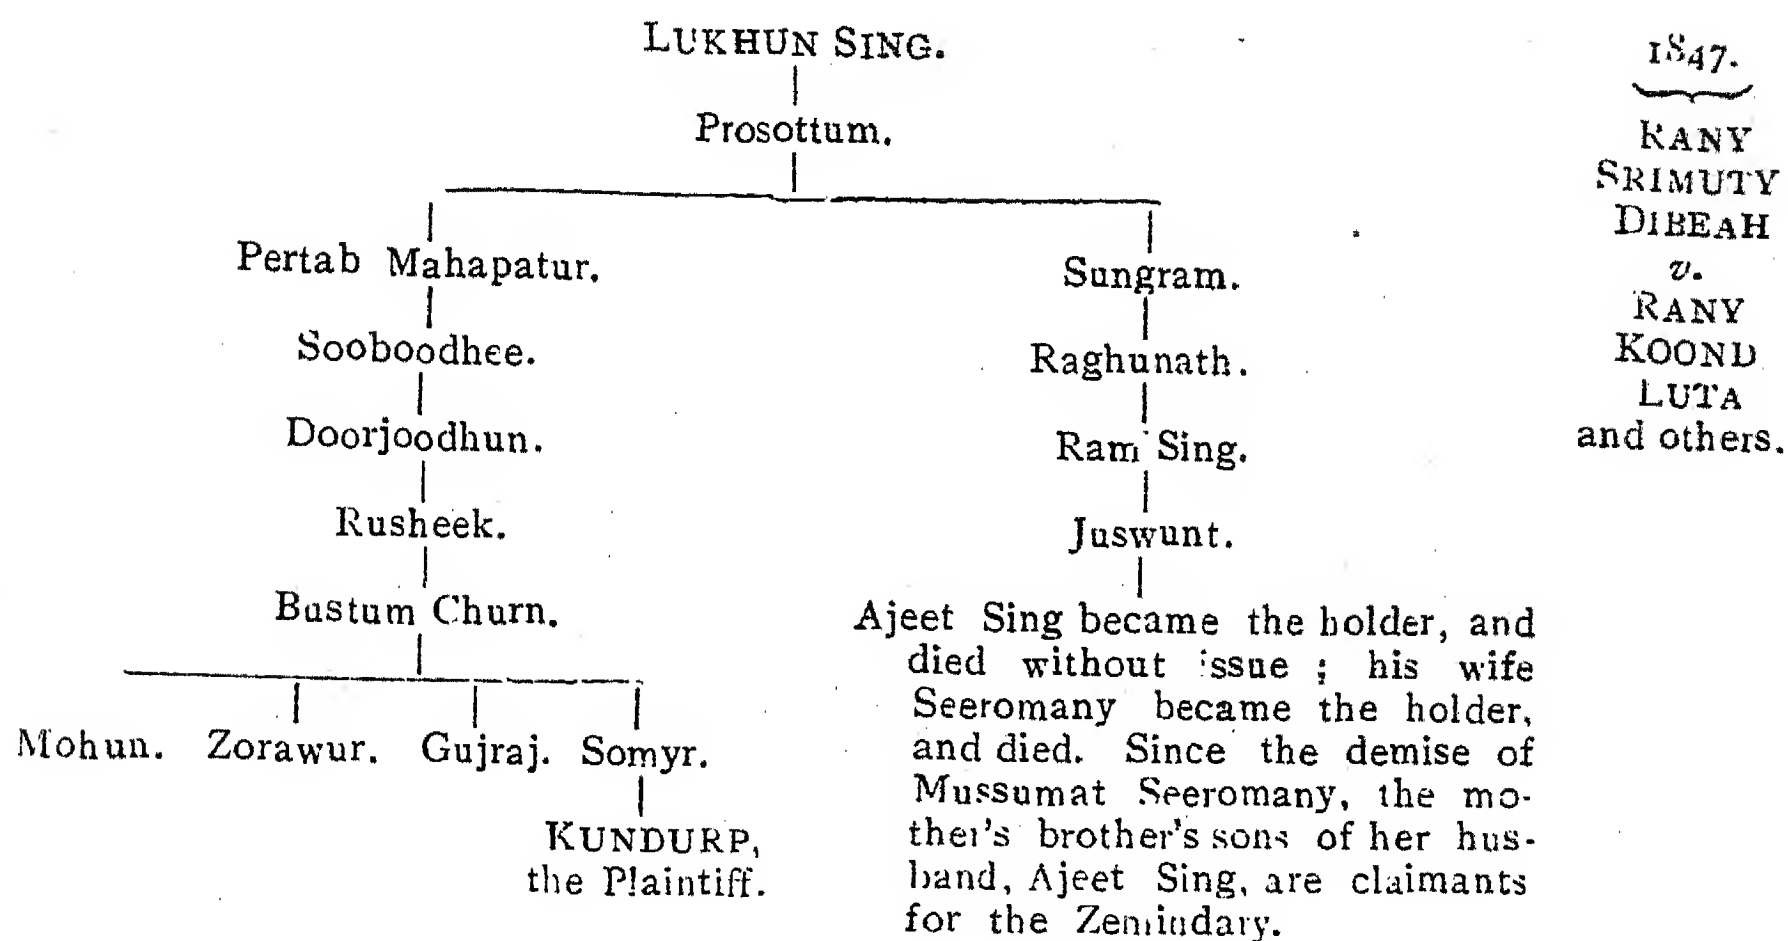 LUKHUN SING.
Prosottum.
Pertab Mahapatur.
Sooboodhee.
Doorjoodhun.
Rusheek.
Bustum Churn.
Mohun. Zorawur. Gujraj. Somyr.
KUNDURP,
the Plaintiff.
Sungram.
Raghunath.
Ram Sing.
Juswunt.
Ajeet Sing became the holder, and
died without issue ; his wife
Seeromany became the holder,
and died. Since the demise of
Mussumat Seeromany, the mo-
ther's brother's sons of her hus-
band, Ajeet Sing, are claimants
for the Zemindary.
1847.
RANY
SRIMUTY
DIBEAH
v.
RANY
KOOND
LUTA
and others.